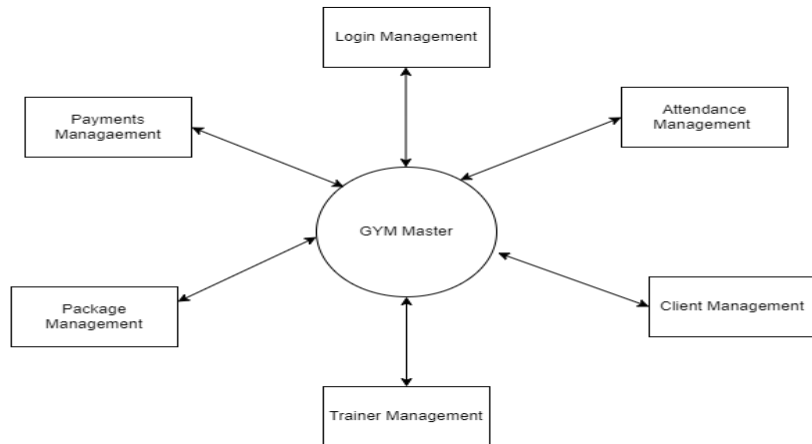 Login Management
Payments
Managaement
Attendance
Management
GYM Master
Package
Management
Client Management
Trainer Management